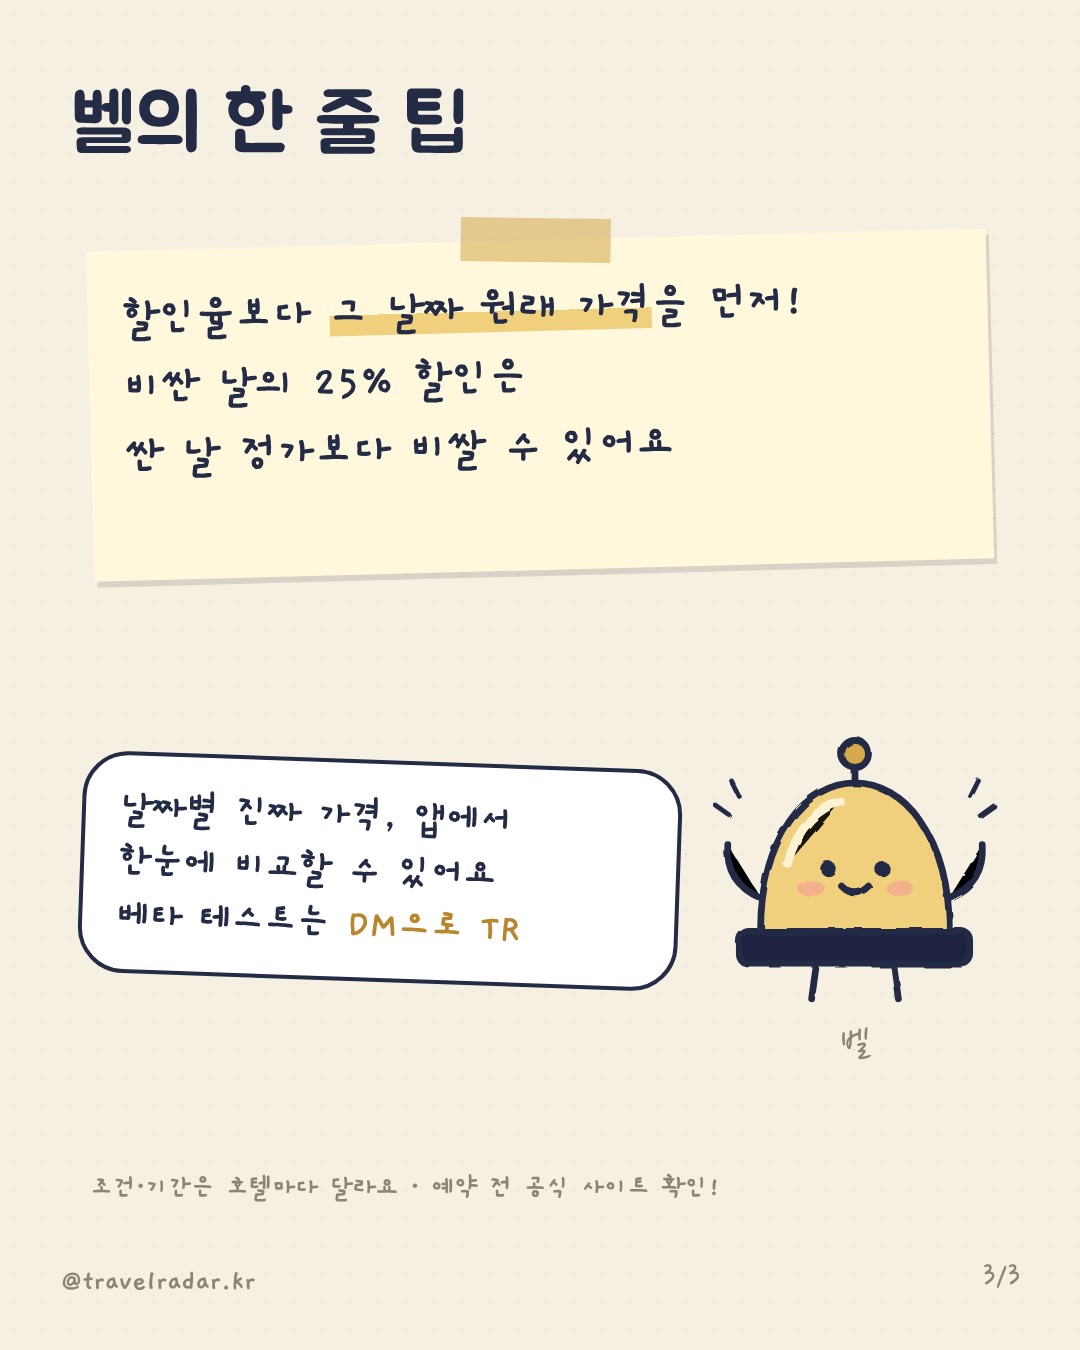 벨의 한 줄 팁
할인율보다 그 날짜 원래 가격을 먼저!
비싼 날의 25% 할인은
싼 날 정가보다 비쌀 수 있어요
날짜별 진짜 가격, 앱에서
한눈에 비교할 수 있어요
베타 테스트는 DM으로 TR
벨
조건·기간은 호텔마다 달라요 · 예약 전 공식 사이트 확인!
@travelradar.kr
3/3